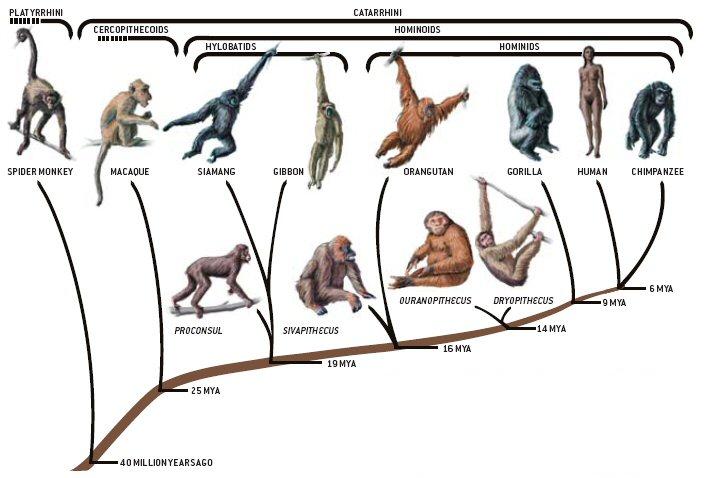 PLATYRRHINI
CATARRHINI
CERCOPITHECOIDS
HOMINOIDS
HYLOBATIDS
HOMINIDS
SPIDER MONKEY
MACAQUE
SIAMANG
GIBBON
ORANGUTAN
GORILLA
HUMAN
CHIMPANZEE
PROCONSUL
SIVAPITHECUS
OURANOPITHECUS
DRYOPITHECUS
6 MYA
9 MYA
14 MYA
16 MYA
19 MYA
25 MYA
40 MILLION YEARS AGO